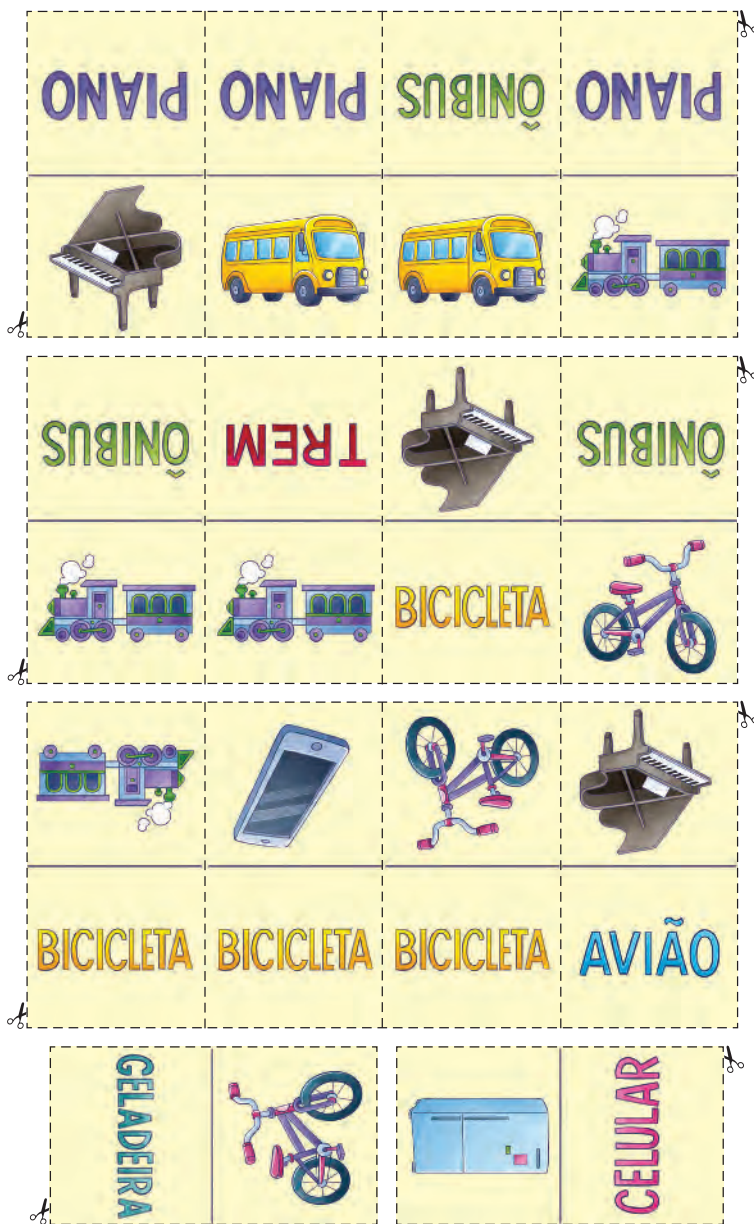 PIANO PIANO ÔNIBUS PIANO
ÔNIBUS TREM ÔNIBUS
BICICLETA
BICICLETA BICICLETA BICICLETA AVIÃO
GELADEIRA
CELULAR